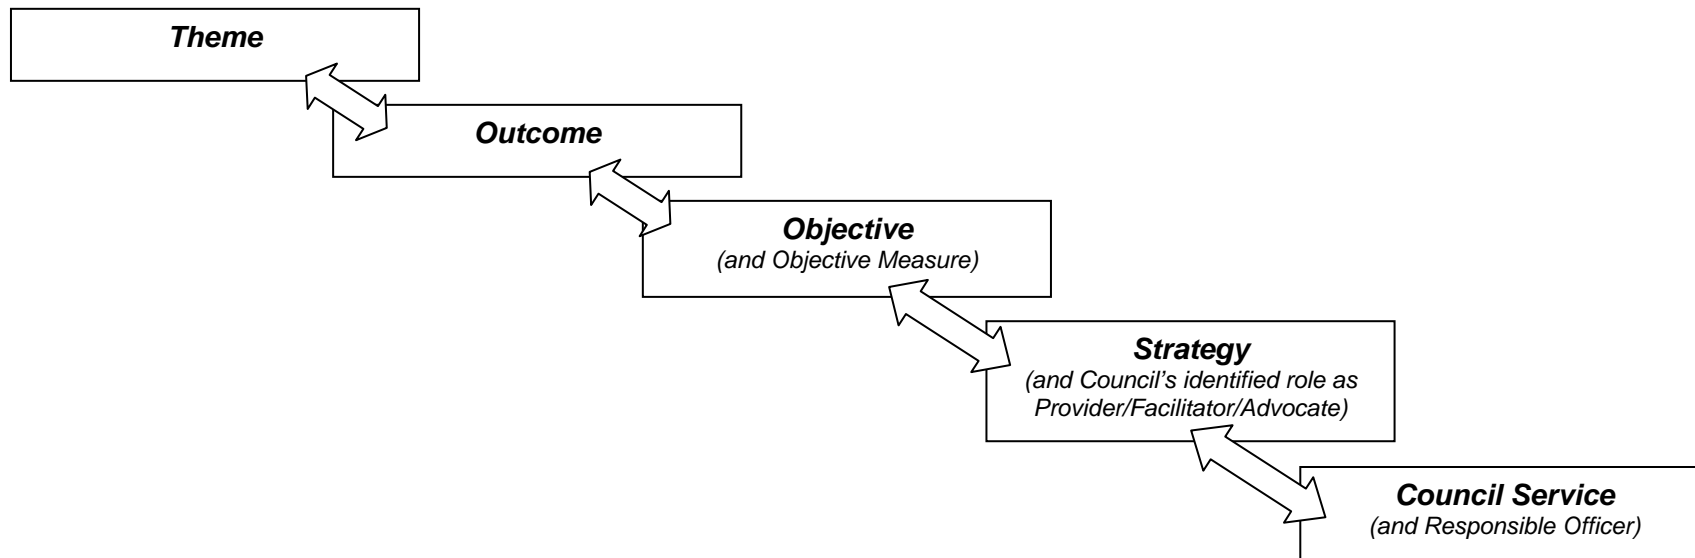 Theme
Outcome
Objective
(and Objective Measure)
Strategy
(and Council’s identified role as
Provider/Facilitator/Advocate)
Council Service
(and Responsible Officer)